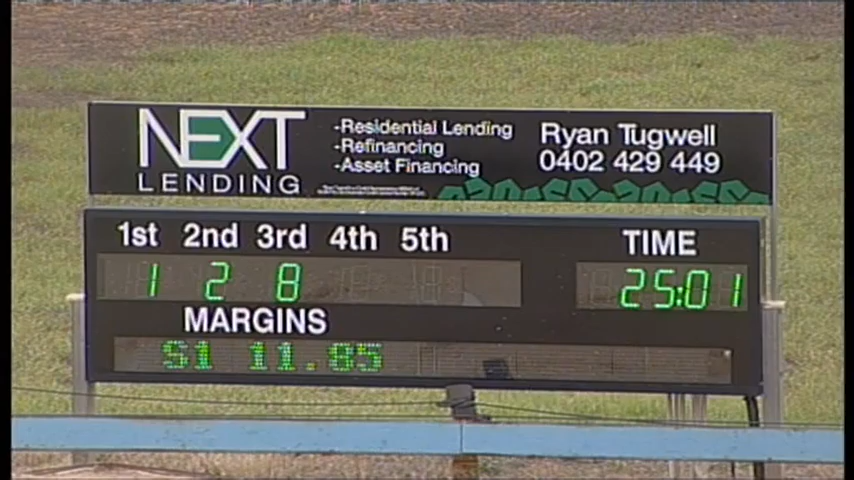 NEXT
LENDING
-Residential Lending
-Refinancing
-Asset Financing
Ryan Tugwell
0402 429 449
1st 2nd 3rd 4th 5th
TIME
1 2 8
25:01
MARGINS
S1 11.85